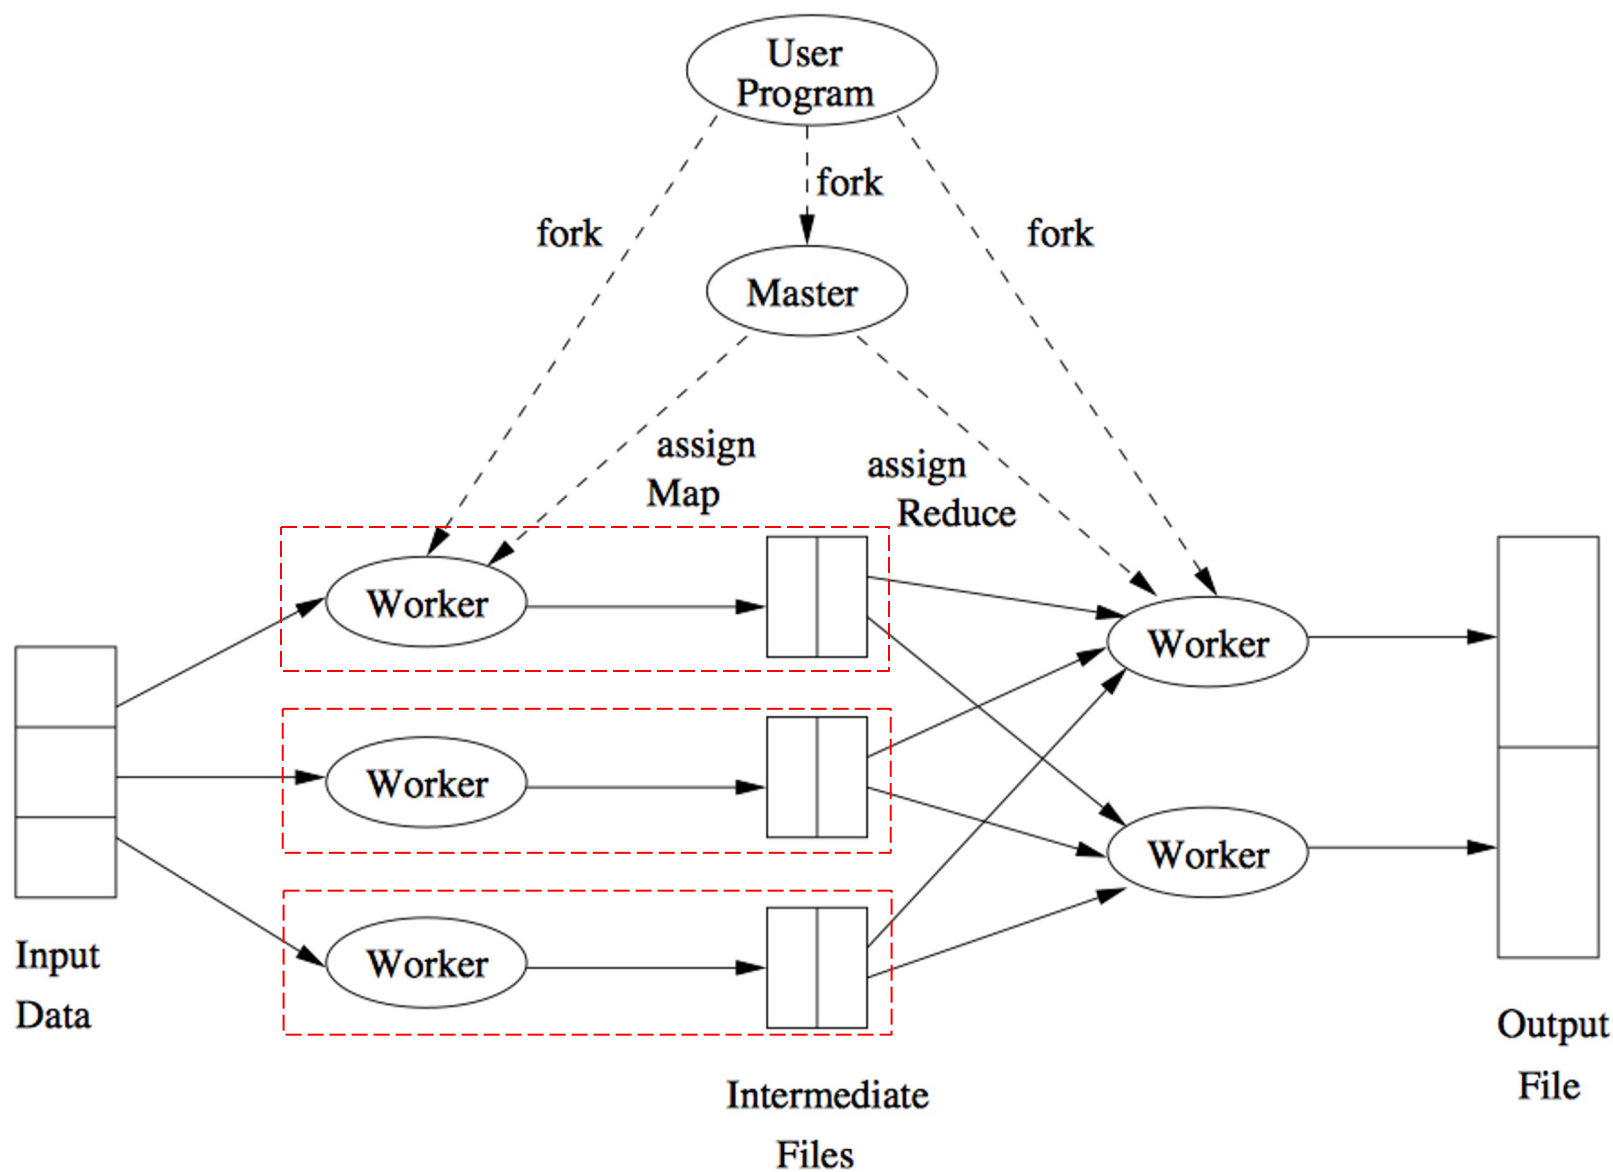 User
Program
fork
fork
fork
Master
assign
Map
assign
Reduce
Worker
Worker
Worker
Worker
Worker
Input
Data
Intermediate
Files
Output
File